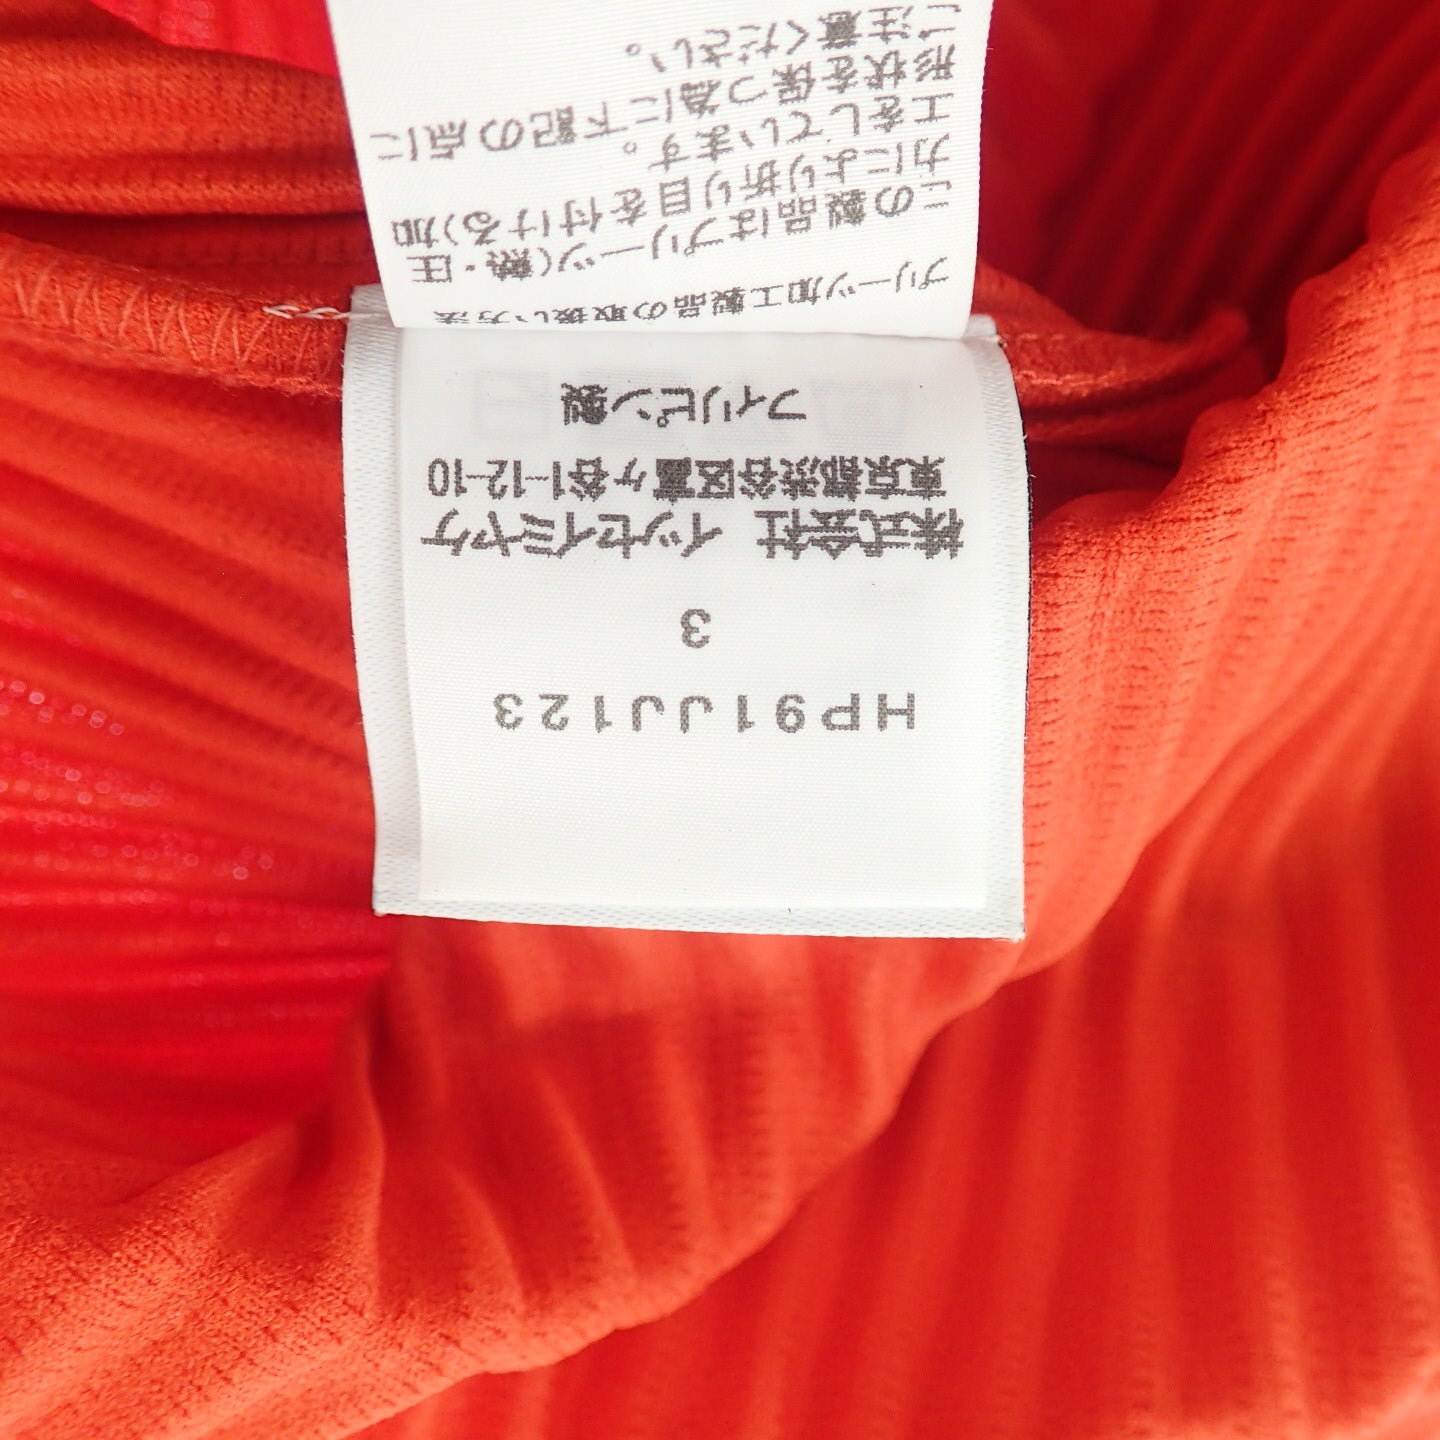 HP91JJ123
3
株式会社 イッセイミヤケ
東京都渋谷区富ヶ谷1-12-10
フィリピン製
プリーツ加工製品の取扱い方法
この製品はプリーツ(熱・圧
力により折り目を付ける)加
工をしています。
形状を保つ為に下記の点に
ご注意ください。